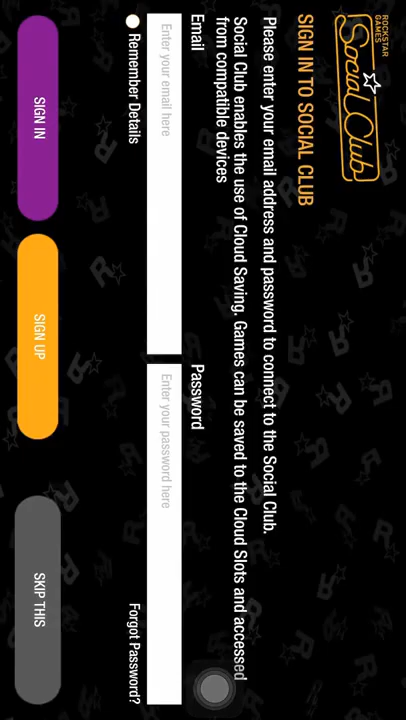 ROCKSTAR
GAMES
Social Club
SIGN IN TO SOCIAL CLUB
Please enter your email address and password to connect to the Social Club.
Social Club enables the use of Cloud Saving. Games can be saved to the Cloud Slots and accessed
from compatible devices
Email
Password
Enter your email here
Enter your password here
Remember Details
Forgot Password?
SIGN IN
SIGN UP
SKIP THIS